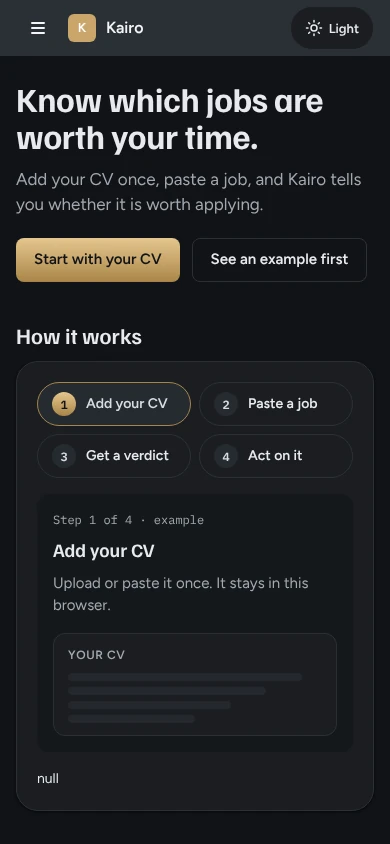 K
Kairo
Light
Know which jobs are
worth your time.
Add your CV once, paste a job, and Kairo tells
you whether it is worth applying.
Start with your CV
See an example first
How it works
1 Add your CV
2 Paste a job
3 Get a verdict
4 Act on it
Step 1 of 4 · example
Add your CV
Upload or paste it once. It stays in this
browser.
YOUR CV
null